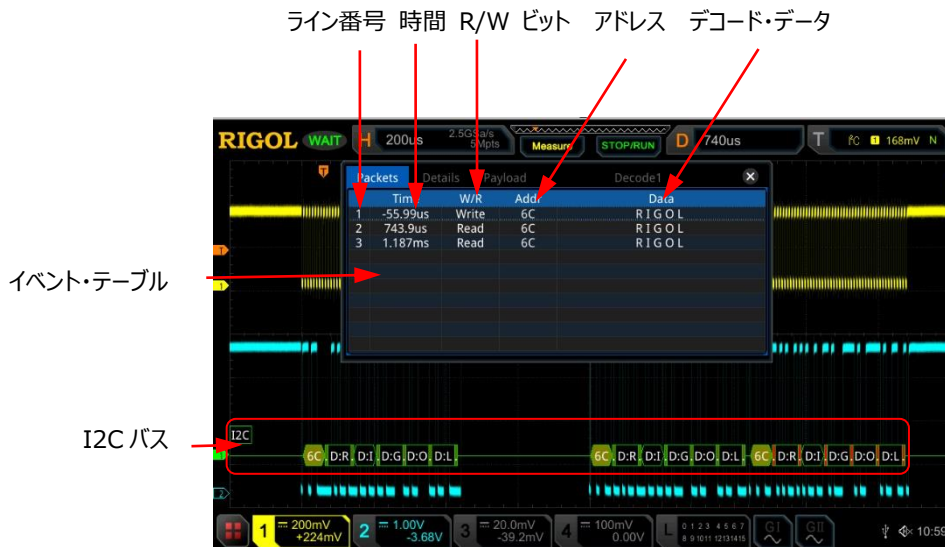 ライン番号 時間 R/W ビット アドレス デコード・データ
RIGOL WAIT H 200us 2.5GSa/s 5Mpts Measure STOP/RUN D 740us T 1 168mV N
Packets Details Payload Decode1
Time W/R Addr Data
1 -55.99us Write 6C R I G O L
2 743.9us Read 6C R I G O L
3 1.187ms Read 6C R I G O L
イベント・テーブル
I2C バス
I2C
6C D:R D:I D:G D:O D:L 6C D:R D:I D:G D:O D:L 6C D:R D:I D:G D:O D:L
1 200mV +224mV 2 1.00V -3.68V 3 20.0mV -39.2mV 4 100mV 0.00V L 0 1 2 3 4 5 6 7 8 9 1011 12131415 GI GII 10:59